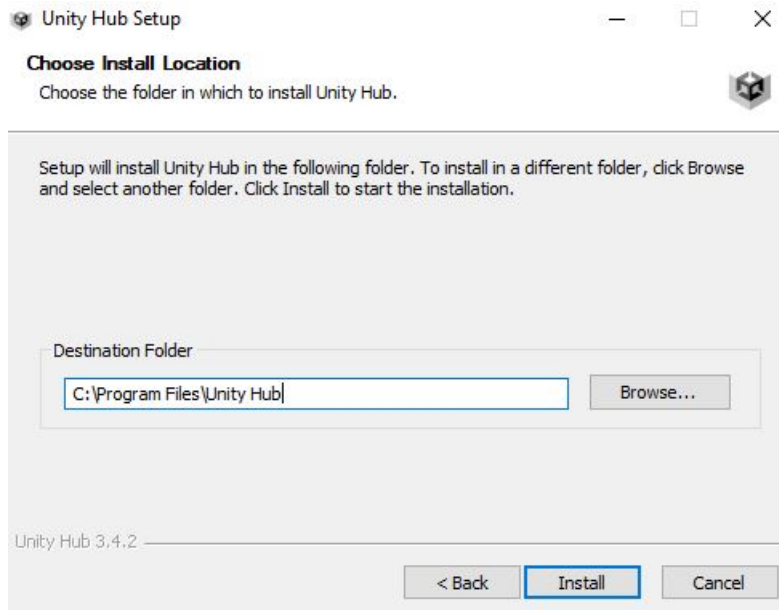 Unity Hub Setup
Choose Install Location
Choose the folder in which to install Unity Hub.
Setup will install Unity Hub in the following folder. To install in a different folder, click Browse
and select another folder. Click Install to start the installation.
Destination Folder
C:\Program Files\Unity Hub
Browse...
Unity Hub 3.4.2
< Back
Install
Cancel